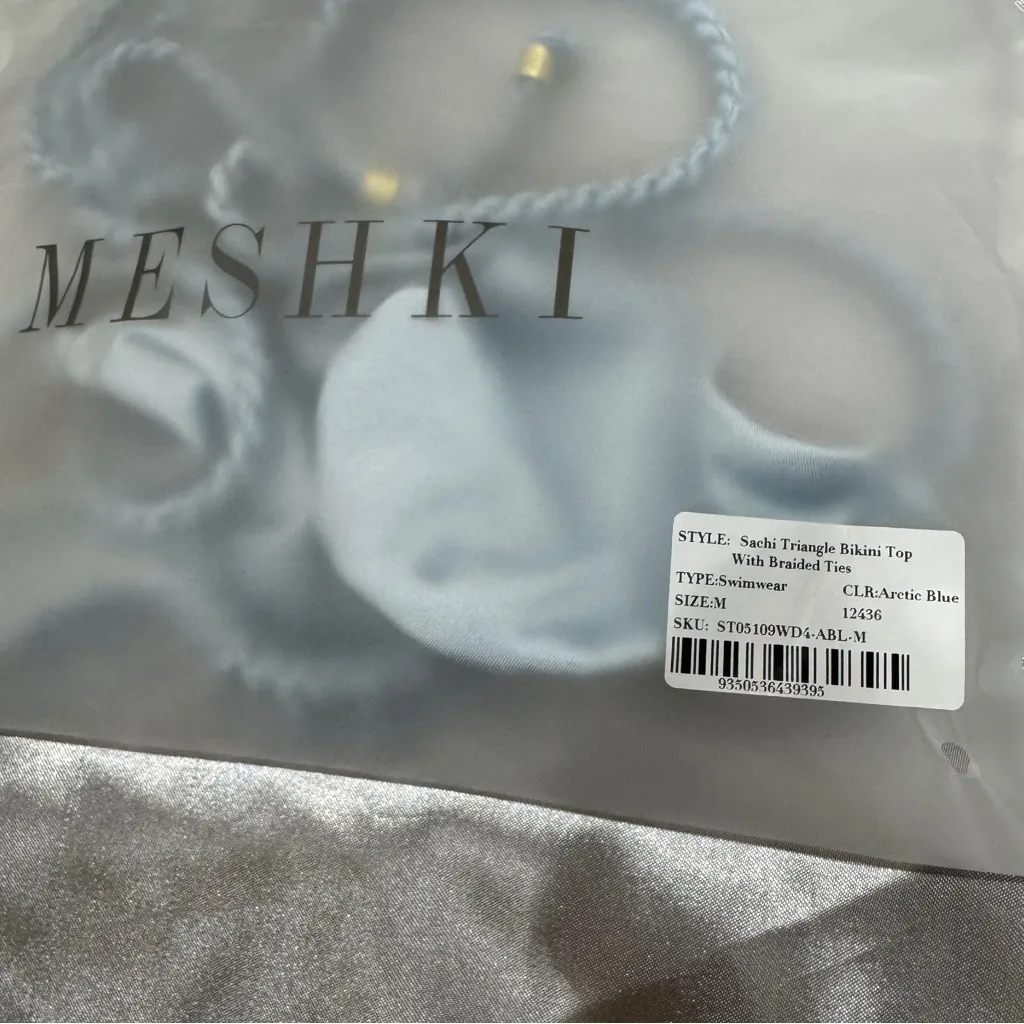 MESHKI
STYLE: Sachi Triangle Bikini Top
With Braided Ties
TYPE:Swimwear CLR:Arctic Blue
SIZE:M 12436
SKU: ST05109WD4-ABL-M
9350536439395